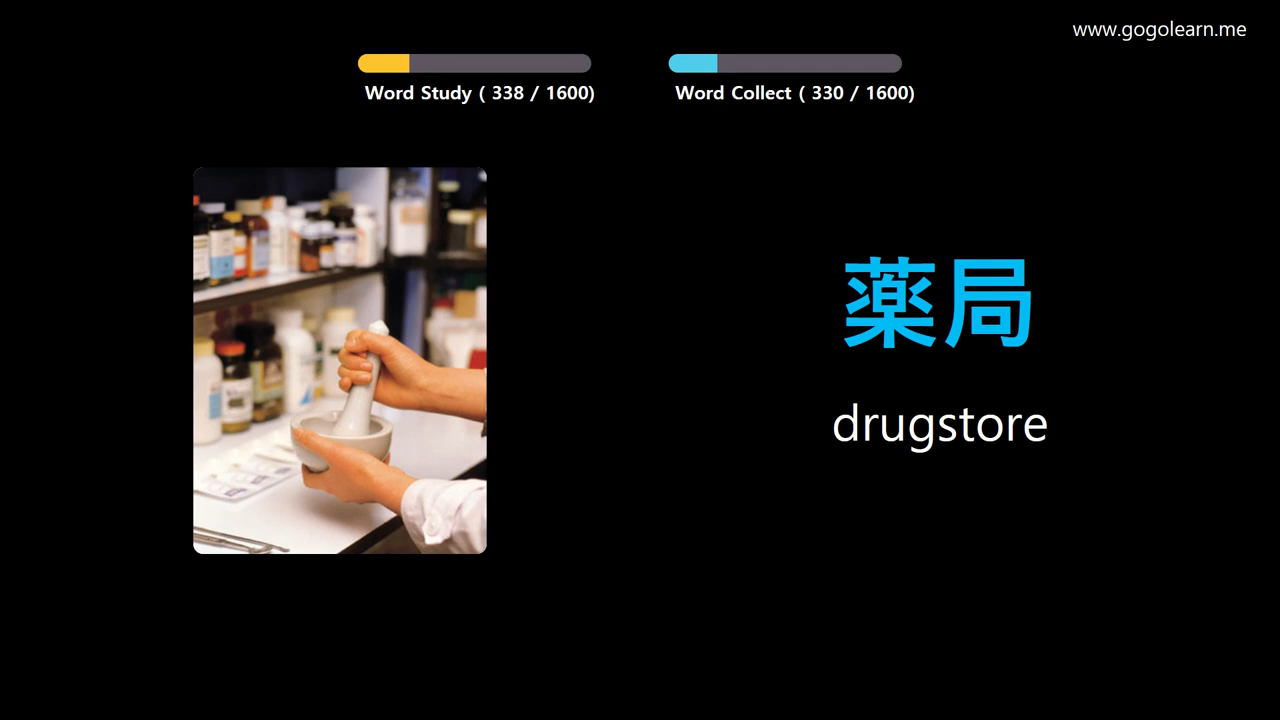 www.gogolearn.me
Word Study ( 338 / 1600)
Word Collect ( 330 / 1600)
薬局
drugstore